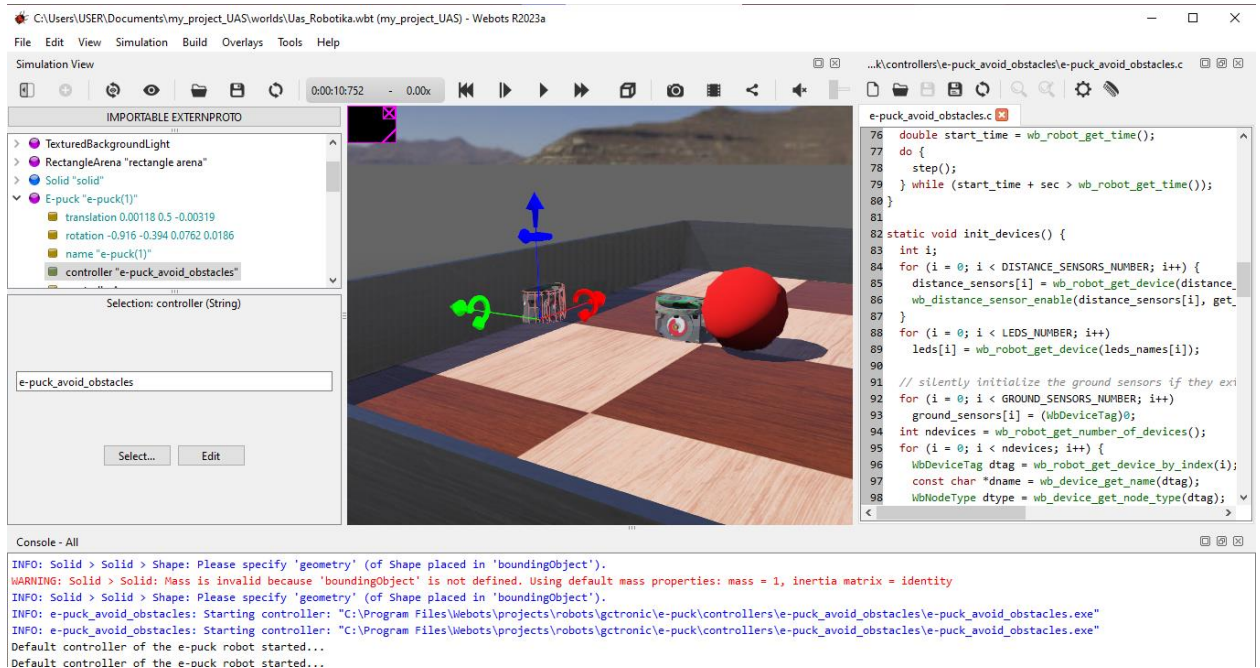 C:\Users\USER\Documents\my_project_UAS\worlds\Uas_Robotika.wbt (my_project_UAS) - Webots R2023a
File Edit View Simulation Build Overlays Tools Help
Simulation View
0:00:10:752 - 0.00x
IMPORTABLE EXTERNPROTO
TexturedBackgroundLight
RectangleArena "rectangle arena"
Solid "solid"
E-puck "e-puck(1)"
translation 0.00118 0.5 -0.00319
rotation -0.916 -0.394 0.0762 0.0186
name "e-puck(1)"
controller "e-puck_avoid_obstacles"
Selection: controller (String)
e-puck_avoid_obstacles
Select... Edit
...k\controllers\e-puck_avoid_obstacles\e-puck_avoid_obstacles.c
e-puck_avoid_obstacles.c
76 double start_time = wb_robot_get_time();
77 do {
78 step();
79 } while (start_time + sec > wb_robot_get_time());
80 }
81
82 static void init_devices() {
83 int i;
84 for (i = 0; i < DISTANCE_SENSORS_NUMBER; i++) {
85 distance_sensors[i] = wb_robot_get_device(distance_
86 wb_distance_sensor_enable(distance_sensors[i], get_
87 }
88 for (i = 0; i < LEDS_NUMBER; i++)
89 leds[i] = wb_robot_get_device(leds_names[i]);
90
91 // silently initialize the ground sensors if they exi
92 for (i = 0; i < GROUND_SENSORS_NUMBER; i++)
93 ground_sensors[i] = (WbDeviceTag)0;
94 int ndevices = wb_robot_get_number_of_devices();
95 for (i = 0; i < ndevices; i++) {
96 WbDeviceTag dtag = wb_robot_get_device_by_index(i);
97 const char *dname = wb_device_get_name(dtag);
98 WbNodeType dtype = wb_device_get_node_type(dtag);
Console - All
INFO: Solid > Solid > Shape: Please specify 'geometry' (of Shape placed in 'boundingObject').
WARNING: Solid > Solid: Mass is invalid because 'boundingObject' is not defined. Using default mass properties: mass = 1, inertia matrix = identity
INFO: Solid > Solid > Shape: Please specify 'geometry' (of Shape placed in 'boundingObject').
INFO: e-puck_avoid_obstacles: Starting controller: "C:\Program Files\Webots\projects\robots\gctronic\e-puck\controllers\e-puck_avoid_obstacles\e-puck_avoid_obstacles.exe"
INFO: e-puck_avoid_obstacles: Starting controller: "C:\Program Files\Webots\projects\robots\gctronic\e-puck\controllers\e-puck_avoid_obstacles\e-puck_avoid_obstacles.exe"
Default controller of the e-puck robot started...
Default controller of the e-puck robot started...